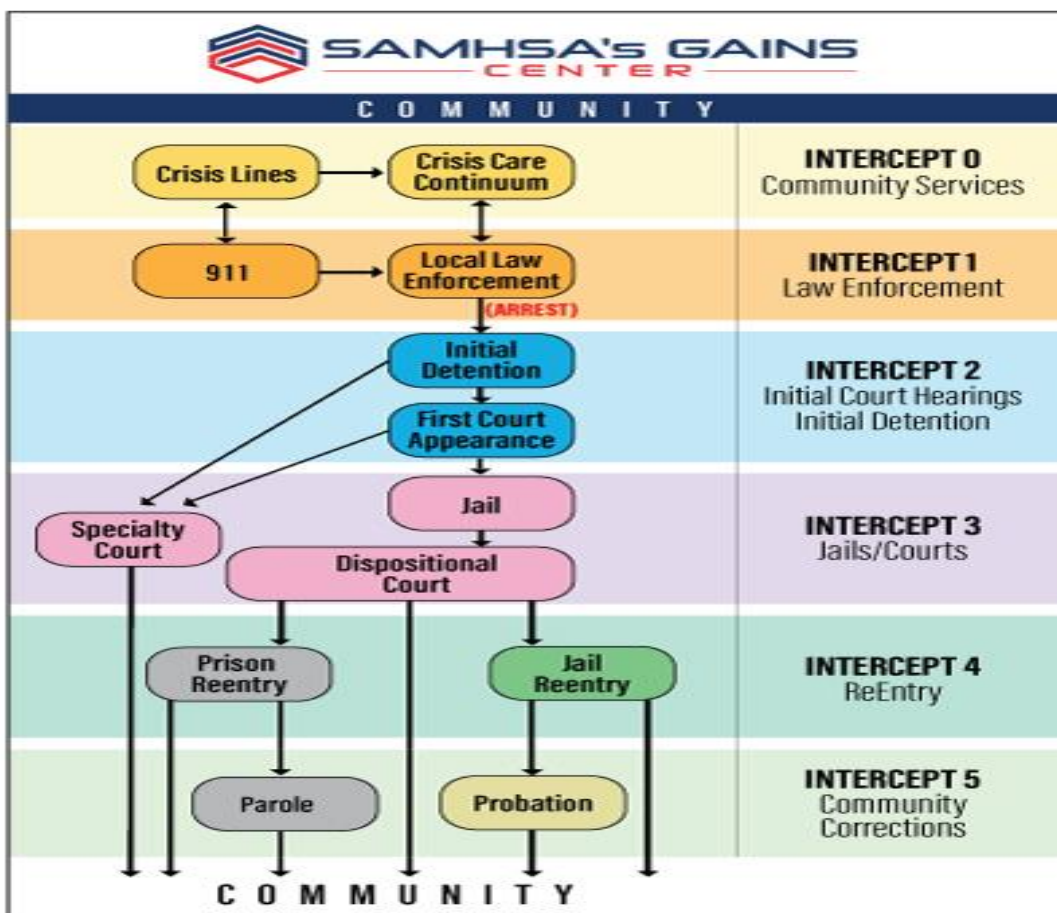 SAMHSA's GAINS
CENTER
COMMUNITY
Crisis Lines
Crisis Care
Continuum
INTERCEPT 0
Community Services
911
Local Law
Enforcement
(ARREST)
INTERCEPT 1
Law Enforcement
Initial
Detention
First Court
Appearance
INTERCEPT 2
Initial Court Hearings
Initial Detention
Jail
Specialty
Court
Dispositional
Court
INTERCEPT 3
Jails/Courts
Prison
Reentry
Jail
Reentry
INTERCEPT 4
ReEntry
Parole
Probation
INTERCEPT 5
Community
Corrections
COMMUNITY